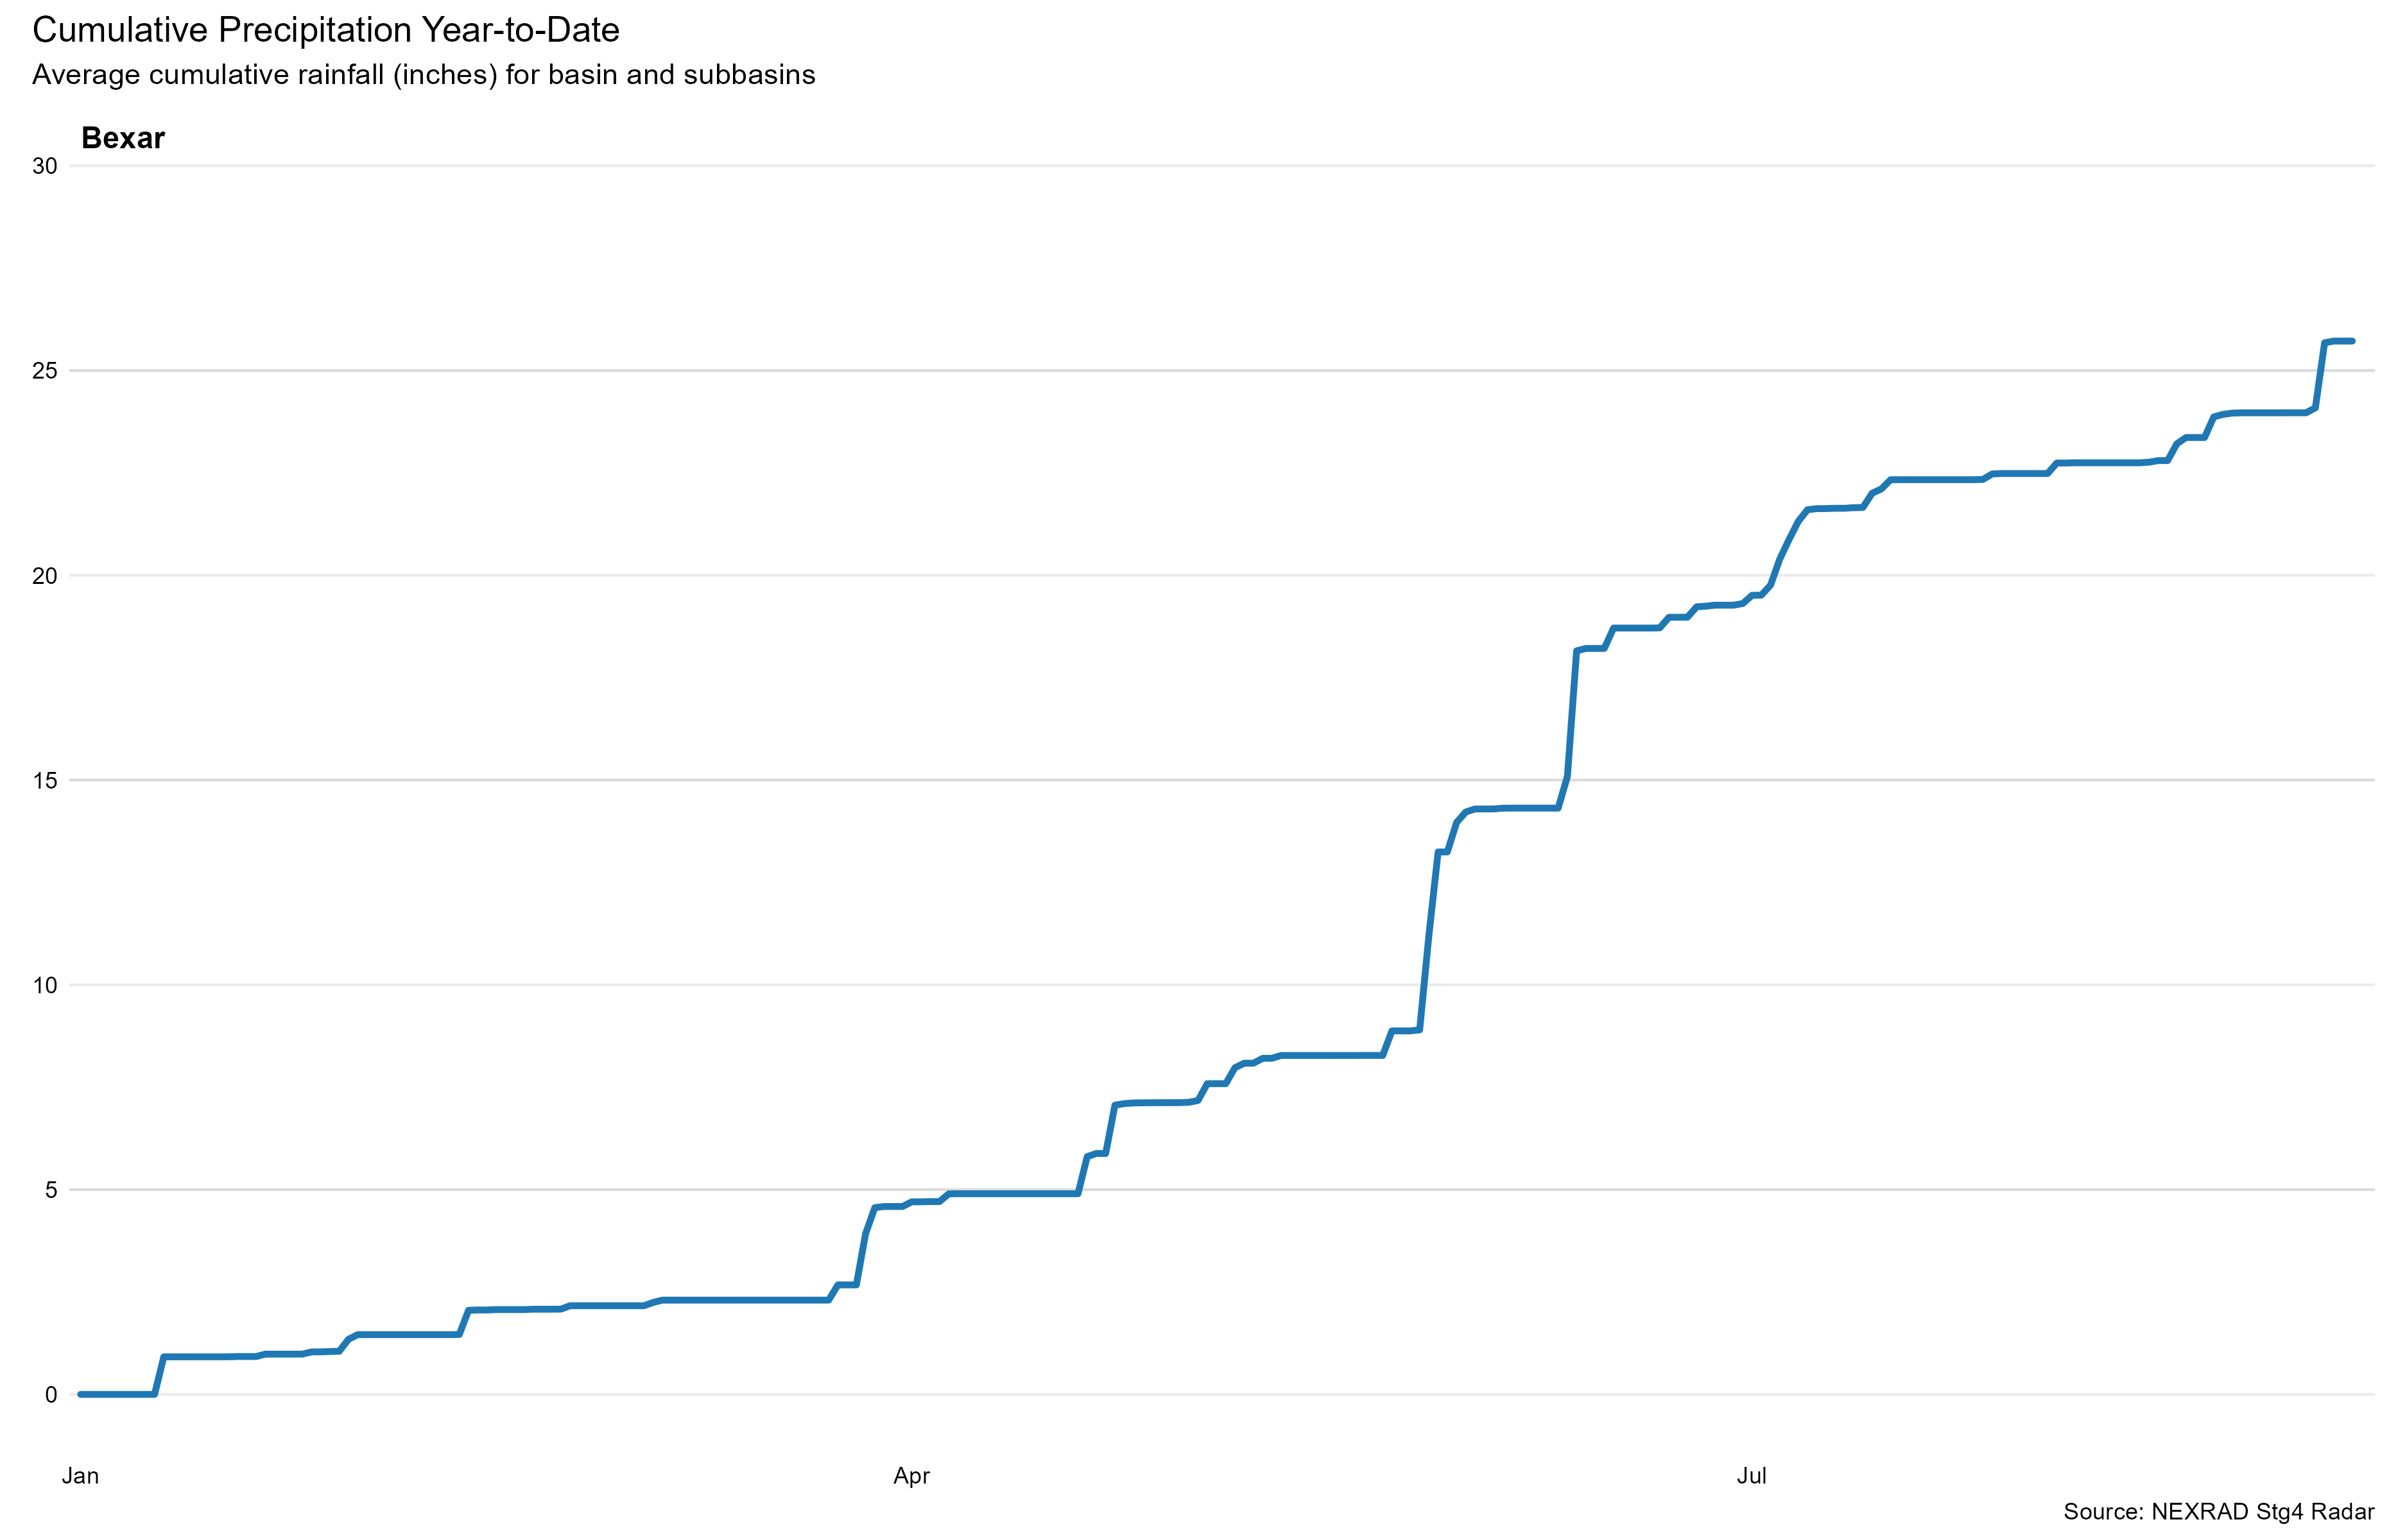 Cumulative Precipitation Year-to-Date
Average cumulative rainfall (inches) for basin and subbasins
Bexar
30
25
20
15
10
5
0
Jan Apr Jul
Source: NEXRAD Stg4 Radar